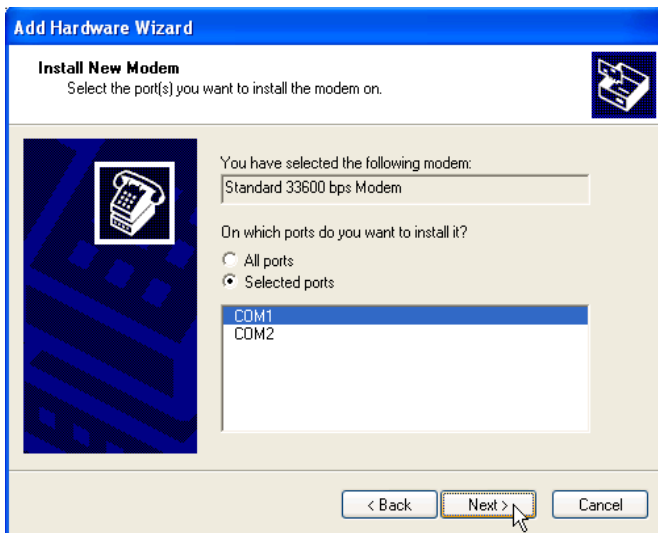 Add Hardware Wizard
Install New Modem
Select the port(s) you want to install the modem on.
You have selected the following modem:
Standard 33600 bps Modem
On which ports do you want to install it?
All ports
Selected ports
COM1
COM2
< Back Next > Cancel